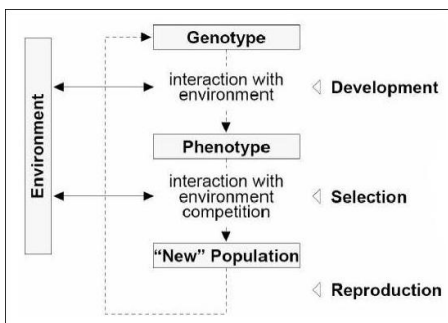 Genotype
interaction with
environment
Development
Environment
Phenotype
interaction with
environment
competition
Selection
“New” Population
Reproduction